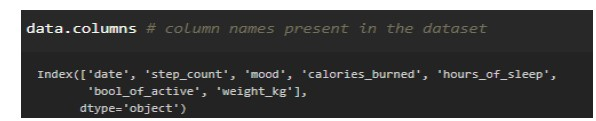 data.columns # column names present in the dataset
Index(['date', 'step_count', 'mood', 'calories_burned', 'hours_of_sleep',
'bool_of_active', 'weight_kg'],
dtype='object')